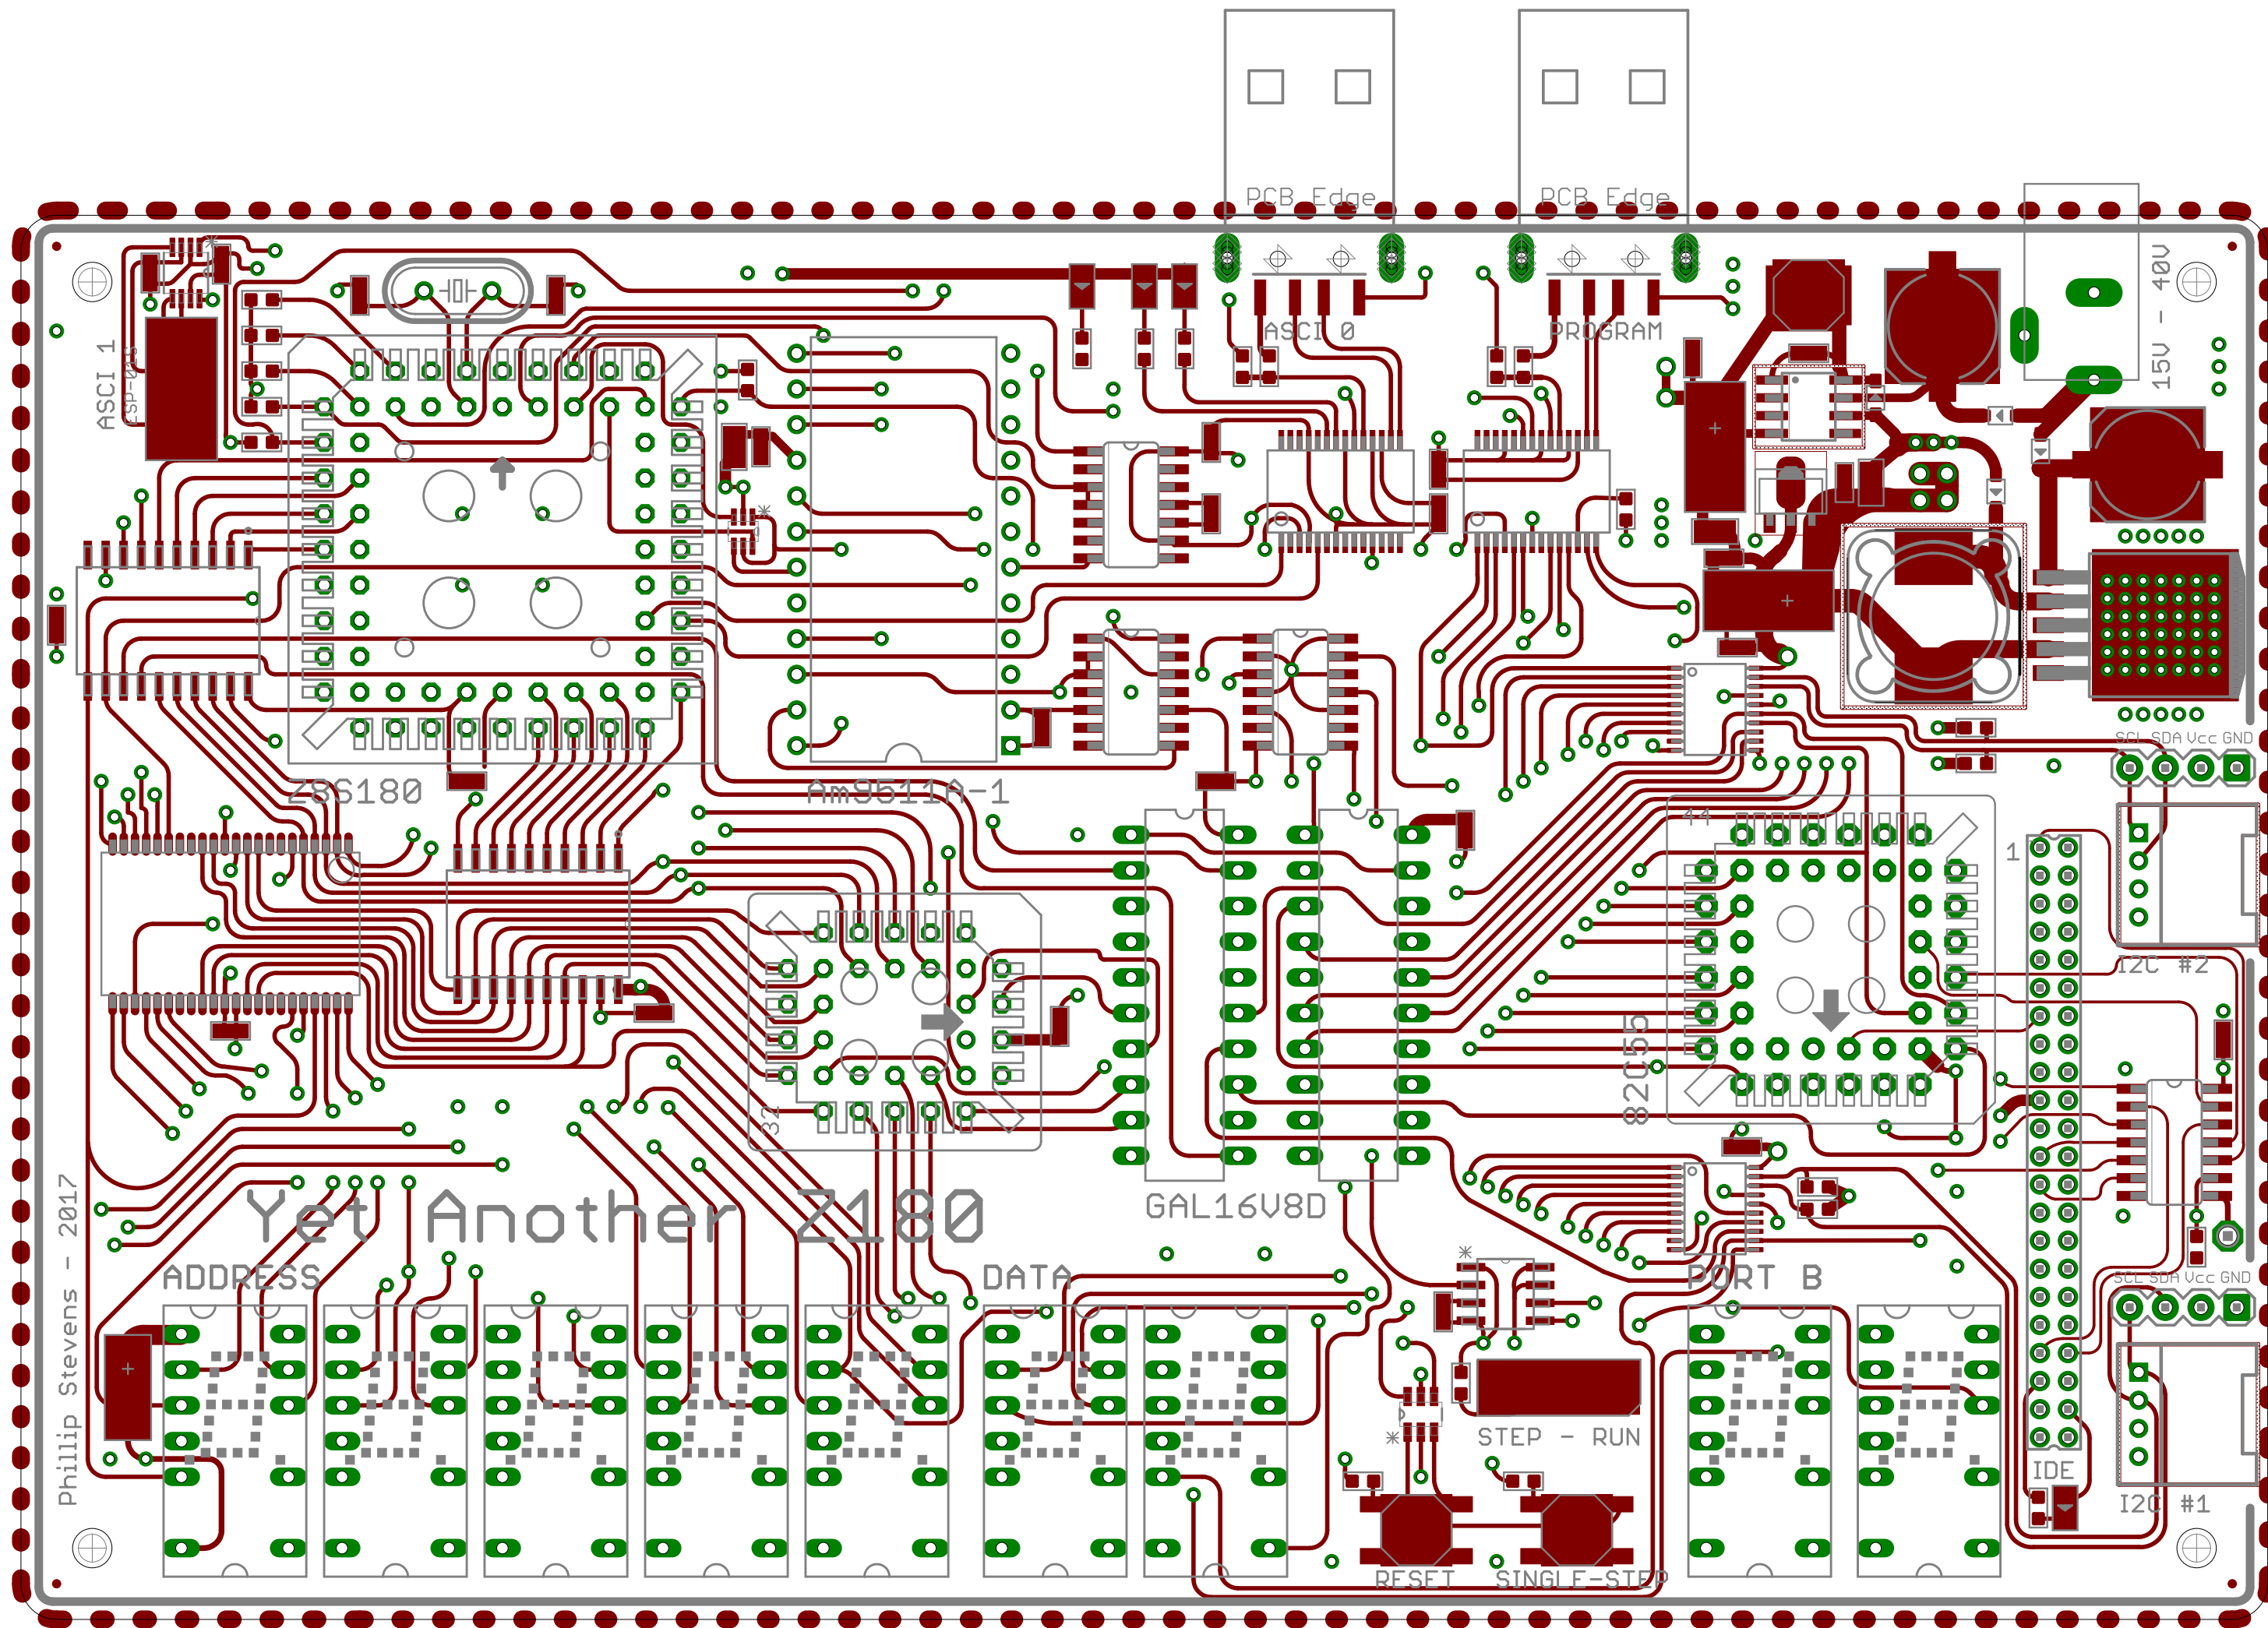 PCB Edge
PCB Edge
ASCI 1
ASCI 0
PROGRAM
15V - 40V
Z8S180
Am9511A-1
SCL SDA Vcc GND
44
1
I2C #2
82C55
32
Phillip Stevens - 2017
Yet Another Z180
GAL16V8D
ADDRESS
DATA
PORT B
SCL SDA Vcc GND
STEP - RUN
IDE
I2C #1
RESET
SINGLE-STEP